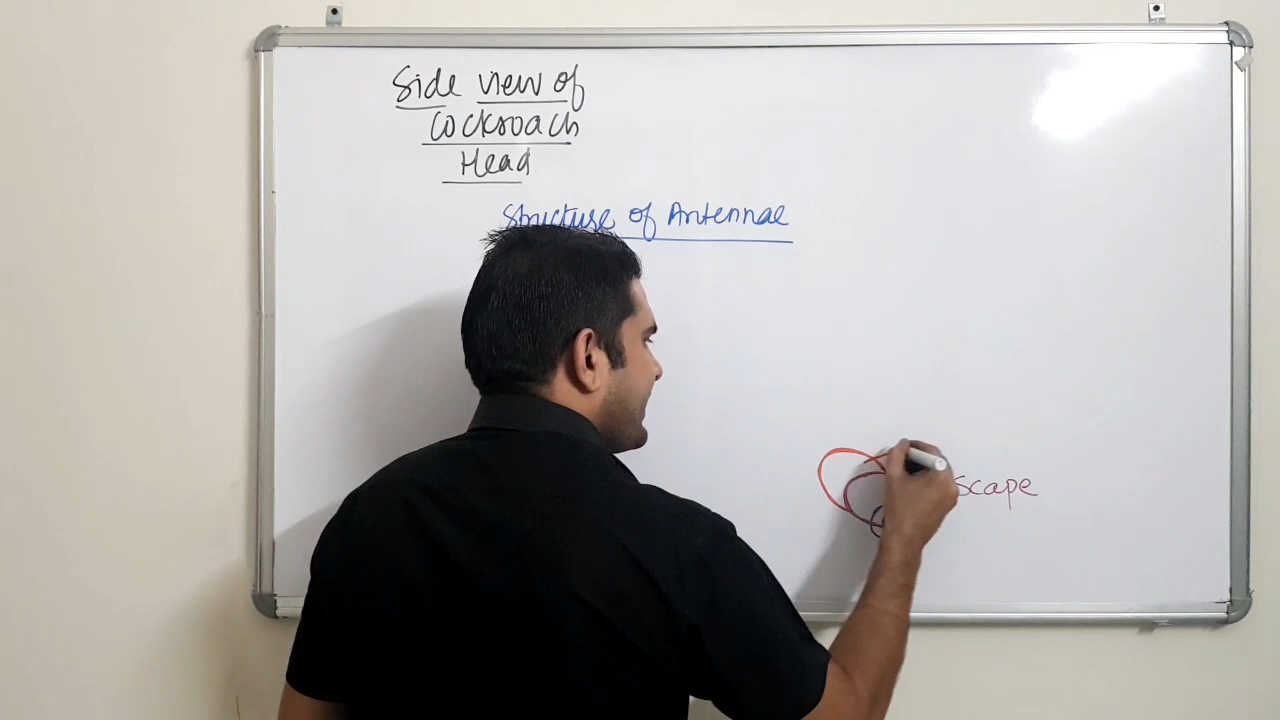 Side view of
Cockroach
Head
Structure of Antennae
Scape